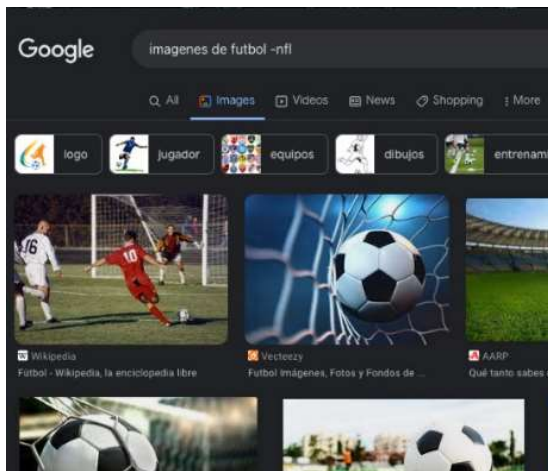 Google
imagenes de futbol -nfl
All Images Videos News Shopping More
logo jugador equipos dibujos
16
10
Wikipedia
Fútbol - Wikipedia, la enciclopedia libre
Vecteezy
Futbol Imágenes, Fotos y Fondos de ...
AARP
Qué tanto sabes